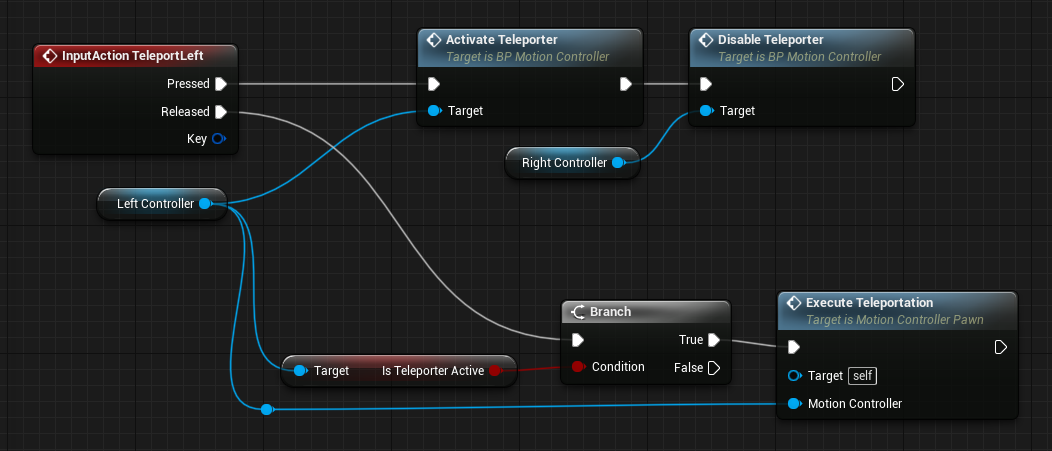 InputAction TeleportLeft
Pressed
Released
Key
Activate Teleporter
Target is BP Motion Controller
Target
Disable Teleporter
Target is BP Motion Controller
Target
Right Controller
Left Controller
Target Is Teleporter Active
Branch
True
Condition False
Execute Teleportation
Target is Motion Controller Pawn
Target self
Motion Controller